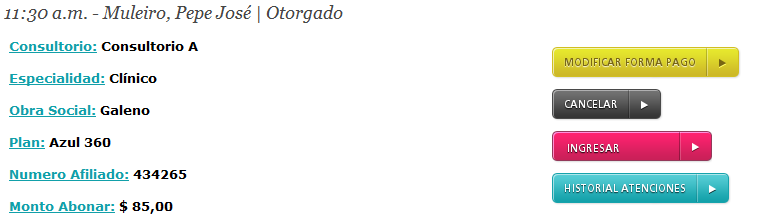 11:30 a.m. - Muleiro, Pepe José | Otorgado
Consultorio: Consultorio A
Especialidad: Clínico
Obra Social: Galeno
Plan: Azul 360
Numero Afiliado: 434265
Monto Abonar: $ 85,00
MODIFICAR FORMA PAGO
CANCELAR
INGRESAR
HISTORIAL ATENCIONES